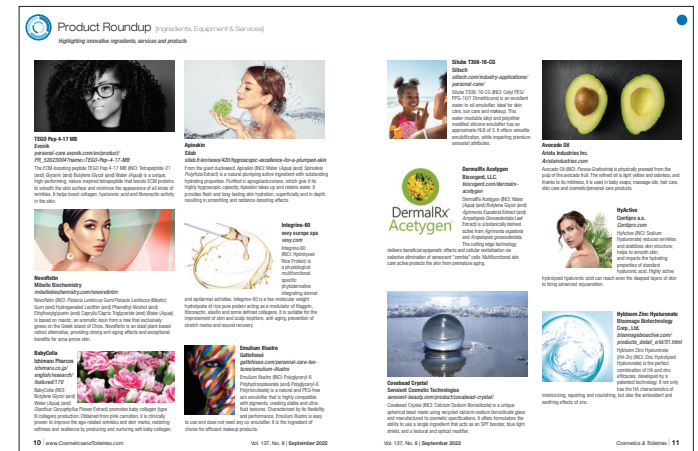 Product Roundup [Ingredients, Equipment & Services]
Highlighting innovative ingredients, services and products
TEGO Pep 4-17 MB
Evonik
personal-care.evonik.com/en/product/
PR_52023004?name=TEGO-Pep-4-17-MB
The ECM-boosting peptide TEGO Pep 4-17 MB (INCI: Tetrapeptide-21
(and) Glycerin (and) Butylene Glycol (and) Water (Aqua)) is a unique,
high-performing, nature-inspired tetrapeptide that boosts ECM proteins
to smooth the skin surface and minimize the appearance of all kinds of
wrinkles. It helps boost collagen, hyaluronic acid and fibronectin activity
in the skin.
NovoRetin
Mibelle Biochemistry
mibellebiochemistry.com/novoretintm
NovoRetin (INCI: Pistacia Lentiscus Gum/Pistacia Lentiscus (Mastic)
Gum (and) Hydrogenated Lecithin (and) Phenethyl Alcohol (and)
Ethylhexylglycerin (and) Caprylic/Capric Triglyceride (and) Water (Aqua))
is based on mastic, an aromatic resin from a tree that exclusively
grows on the Greek island of Chios. NovoRetin is an ideal plant-based
retinol alternative, providing strong anti-aging effects and exceptional
benefits for acne-prone skin.
BabyColla
Ichimaru Pharcos
ichimaru.co.jp/
english/research/
featured/170
BabyColla (INCI:
Butylene Glycol (and)
Water (Aqua) (and)
Dianthus Caryophyllus Flower Extract) promotes baby collagen (type
III collagen) production. Obtained from pink carnation, it is clinically
proven to improve the age-related wrinkles and skin marks, restoring
softness and resilience by producing and nurturing soft baby collagen.
Apioskin
Silab
silab.fr/en/news/420/hygroscopic-excellence-for-a-plumped-skin
From the giant duckweed, Apioskin (INCI: Water (Aqua) (and) Spirodela
Polyrhiza Extract) is a natural plumping active ingredient with outstanding
hydrating properties. Purified in apiogalacturonans, which give it its
highly hygroscopic capacity, Apioskin takes up and retains water. It
provides flash and long-lasting skin hydration, superficially and in depth,
resulting in smoothing and radiance-boosting effects.
Integrine-60
vevy europe spa
vevy.com
Integrine-60
(INCI: Hydrolyzed
Rice Protein) is
a physiological
multifunctional
specific
phytoderivative
integrating dermal
and epidermal activities. Integrine-60 is a low molecular weight
hydrolysate of rice pure protein acting as a modulator of filaggrin,
fibronectin, elastin and some defined collagens. It is suitable for the
improvement of skin and scalp trophism, anti-aging, prevention of
stretch marks and wound recovery.
Emulium Illustro
Gattefossé
gattefosse.com/personal-care-tex-
tures/emulium-illustro
Emulium Illustro (INCI: Polyglyceryl-6
Polyhydroxystearate (and) Polyglyceryl-6
Polyricinoleate) is a natural and PEG-free
w/o emulsifier that is highly compatible
with pigments, creating stable and ultra-
fluid textures. Characterized by its flexibility
and performance, Emulium Illustro is easy
to use and does not need any co-emulsifier. It is the ingredient of
choice for efficient makeup products.
10 | www.CosmeticsandToiletries.com
Vol. 137, No. 8 | September 2022
Silube T308-16-CG
Siltech
siltech.com/industry-applications/
personal-care/
Silube T308-16-CG (INCI: Cetyl PEG/
PPG-10/1 Dimethicone) is an excellent
water-in-oil emulsifier, ideal for skin
care, sun care and makeup. This
water-insoluble alkyl and polyether
modified silicone emulsifier has an
approximate HLB of 3. It offers versatile
emulsification, while imparting premium
sensorial attributes.
DermalRx
Acetygen
DermalRx Acetygen
Biocogent, LLC.
biocogent.com/dermalrx-
acetygen
DermalRx Acetygen (INCI: Water
(Aqua) (and) Butylene Glycol (and)
Agrimonia Eupatoria Extract (and)
Ampelopsis Grossedentata Leaf
Extract) is a botanically derived
active from Agrimonia eupatoria
and Ampelopsis grossedentata.
The cutting edge technology
delivers beneficial epigenetic effects and cellular revitalization via
selective elimination of senescent "zombie" cells. Multifunctional skin
care active protects the skin from premature aging.
Covabead Crystal
Sensient Cosmetic Technologies
sensient-beauty.com/product/covabead-crystal/
Covabead Crystal (INCI: Calcium Sodium Borosilicate) is a unique
spherical bead made using recycled calcium sodium borosilicate glass
and manufactured to cosmetic specifications. It offers formulators the
ability to use a single ingredient that acts as an SPF booster, blue light
shield, and a textural and optical modifier.
Avocado Oil
Arista Industries Inc.
Aristaindustries.com
Avocado Oil (INCI: Persea Gratissima) is physically pressed from the
pulp of the avocado fruit. The refined oil is light yellow and odorless, and
thanks to its mildness, it is used in baby soaps, massage oils, hair care,
skin care and cosmetic/personal care products.
HyActive
Contipro a.s.
Contipro.com
HyActive (INCI: Sodium
Hyaluronate) reduces wrinkles
and stabilizes skin structure;
helps to smooth skin;
and imparts the hydrating
properties of standard
hyaluronic acid. Highly active
hydrolyzed hyaluronic acid can reach even the deepest layers of skin
to bring advanced rejuvenation.
Hybloom Zinc Hyaluronate
Bloomage Biotechnology
Corp., Ltd.
bloomagebioactive.com/
products_detail_e/id/51.html
Hybloom Zinc Hyaluronate
(HA-Zn) (INCI: Zinc Hydrolyzed
Hyaluronate) is the perfect
combination of HA and zinc
efficacies, developed by a
patented technology. It not only
has the HA characteristics of
moisturizing, repairing and nourishing, but also the antioxidant and
soothing effects of zinc.
Vol. 137, No. 8 | September 2022
Cosmetics & Toiletries | 11